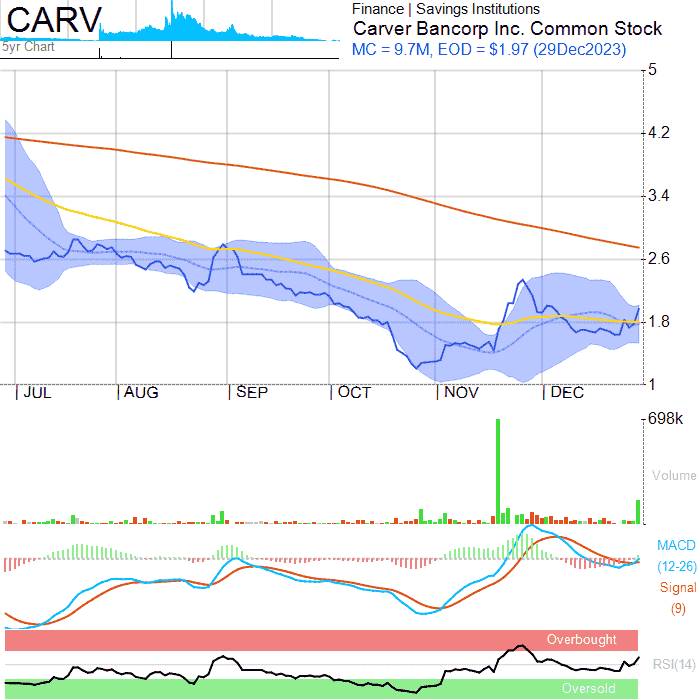 CARV
5yr Chart
Finance | Savings Institutions
Carver Bancorp Inc. Common Stock
MC = 9.7M, EOD = $1.97 (29Dec2023)
5
4.2
3.4
2.6
1.8
1
JUL AUG SEP OCT NOV DEC
698k
Volume
MACD
(12-26)
Signal
(9)
Overbought
RSI(14)
Oversold